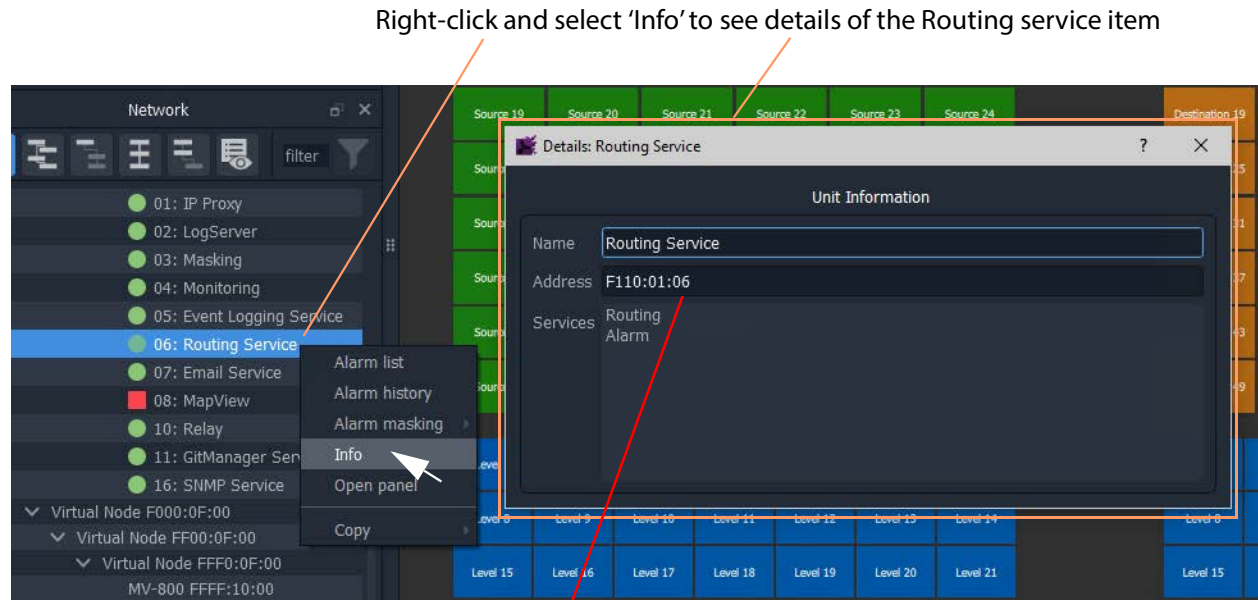 Right-click and select ‘Info’ to see details of the Routing service item
Network
filter
01: IP Proxy
02: LogServer
03: Masking
04: Monitoring
05: Event Logging Service
06: Routing Service
07: Email Service
08: MapView
10: Relay
11: GitManager Ser
16: SNMP Service
Virtual Node F000:0F:00
Virtual Node FF00:0F:00
Virtual Node FFF0:0F:00
MV-800 FFFF:10:00
Alarm list
Alarm history
Alarm masking
Info
Open panel
Copy
Source 19 Source 20 Source 21 Source 22 Source 23 Source 24 Destination 19
Details: Routing Service ? ×
Unit Information
Name Routing Service
Address F110:01:06
Services Routing
Alarm
Level 8 Level 9 Level 10 Level 11 Level 12 Level 13 Level 14 Level 8
Level 15 Level 16 Level 17 Level 18 Level 19 Level 20 Level 21 Level 15